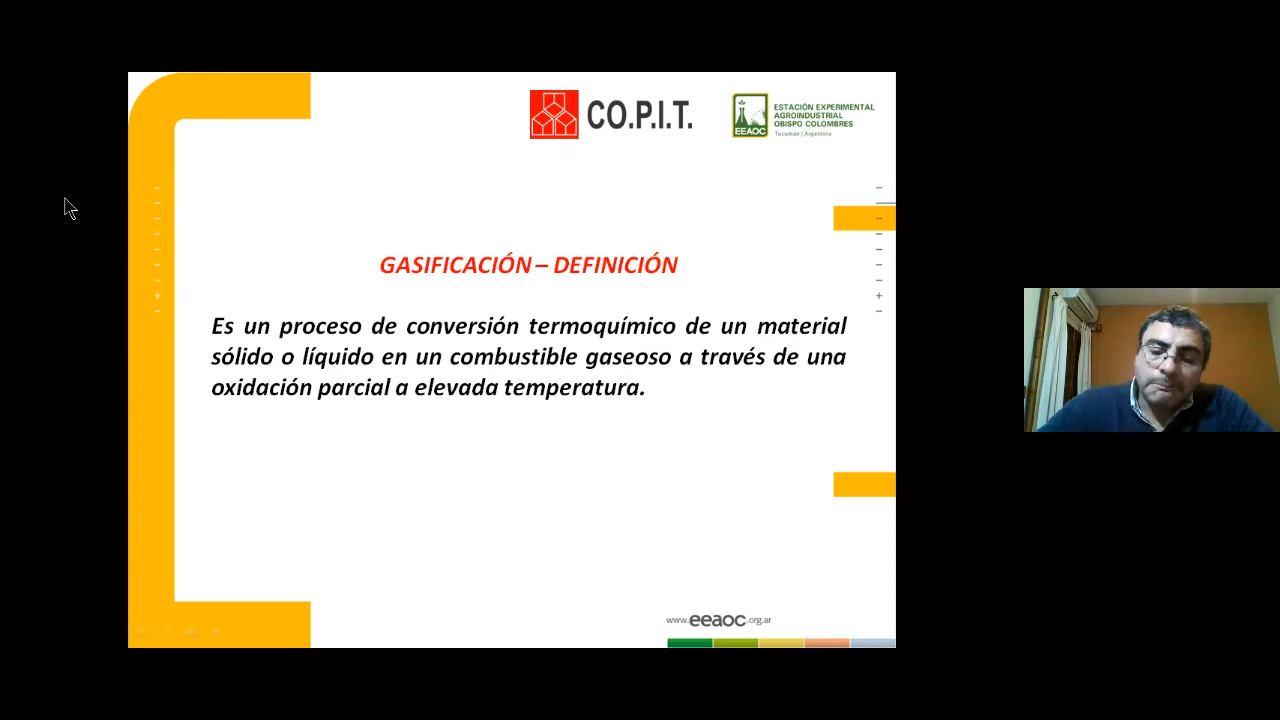 CO.P.I.T.
EEAOC
ESTACIÓN EXPERIMENTAL
AGROINDUSTRIAL
OBISPO COLOMBRES
Tucumán | Argentina
GASIFICACIÓN – DEFINICIÓN
Es un proceso de conversión termoquímico de un material
sólido o líquido en un combustible gaseoso a través de una
oxidación parcial a elevada temperatura.
www.eeaoc.org.ar